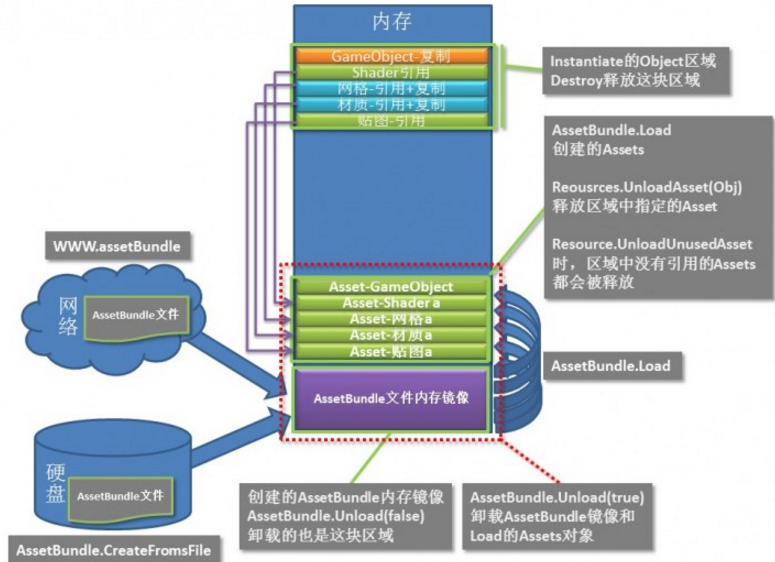 内存
GameObject-复制
Shader引用
网格-引用+复制
材质-引用+复制
贴图-引用
Instantiate的Object区域
Destroy释放这块区域
AssetBundle.Load
创建的Assets
Reousrces.UnloadAsset(Obj)
释放区域中指定的Asset
Resource.UnloadUnusedAsset
时，区域中没有引用的Assets
都会被释放
WWW.assetBundle
网络
AssetBundle文件
Asset-GameObject
Asset-Shader a
Asset-网格a
Asset-材质a
Asset-贴图a
AssetBundle文件内存镜像
AssetBundle.Load
硬盘
AssetBundle文件
AssetBundle.CreateFromsFile
创建的AssetBundle内存镜像
AssetBundle.Unload(false)
卸载的也是这块区域
AssetBundle.Unload(true)
卸载AssetBundle镜像和
Load的Assets对象